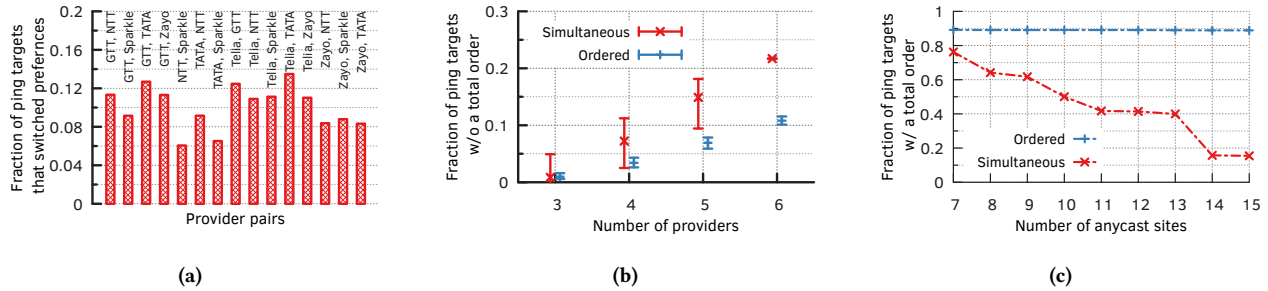 Fraction of ping targets
that switched prefernces
0.2
0.16
0.12
0.08
0.04
0
GTT, NTT
GTT, Sparkle
GTT, TATA
GTT, Zayo
NTT, Sparkle
TATA, NTT
TATA, Sparkle
Telia, GTT
Telia, NTT
Telia, Sparkle
Telia, TATA
Telia, Zayo
Zayo, NTT
Zayo, Sparkle
Zayo, TATA
Provider pairs
(a)
Fraction of ping targets
w/o a total order
0.3
0.2
0.1
0
Simultaneous
Ordered
3 4 5 6
Number of providers
(b)
Fraction of ping targets
w/ a total order
1
0.8
0.6
0.4
0.2
0
Ordered
Simultaneous
7 8 9 10 11 12 13 14 15
Number of anycast sites
(c)